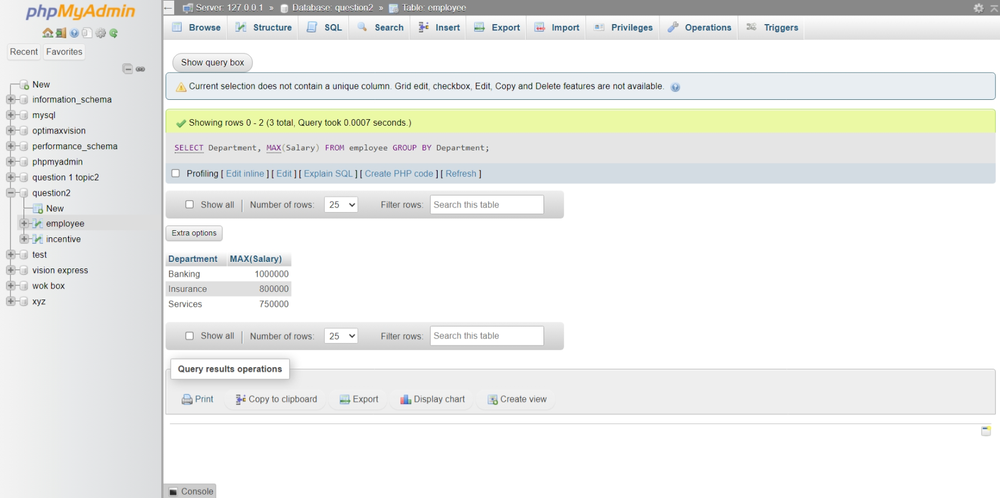 phpMyAdmin
Recent Favorites
New
information_schema
mysql
optimaxvision
performance_schema
phpmyadmin
question 1 topic2
question2
New
employee
incentive
test
vision express
wok box
xyz
Server: 127.0.0.1 » Database: question2 » Table: employee
Browse Structure SQL Search Insert Export Import Privileges Operations Triggers
Show query box
Current selection does not contain a unique column. Grid edit, checkbox, Edit, Copy and Delete features are not available.
Showing rows 0 - 2 (3 total, Query took 0.0007 seconds.)
SELECT Department, MAX(Salary) FROM employee GROUP BY Department;
Profiling [ Edit inline ] [ Edit ] [ Explain SQL ] [ Create PHP code ] [ Refresh ]
Show all | Number of rows: 25 Filter rows: Search this table
Extra options
Department MAX(Salary)
Banking 1000000
Insurance 800000
Services 750000
Show all | Number of rows: 25 Filter rows: Search this table
Query results operations
Print Copy to clipboard Export Display chart Create view
Console